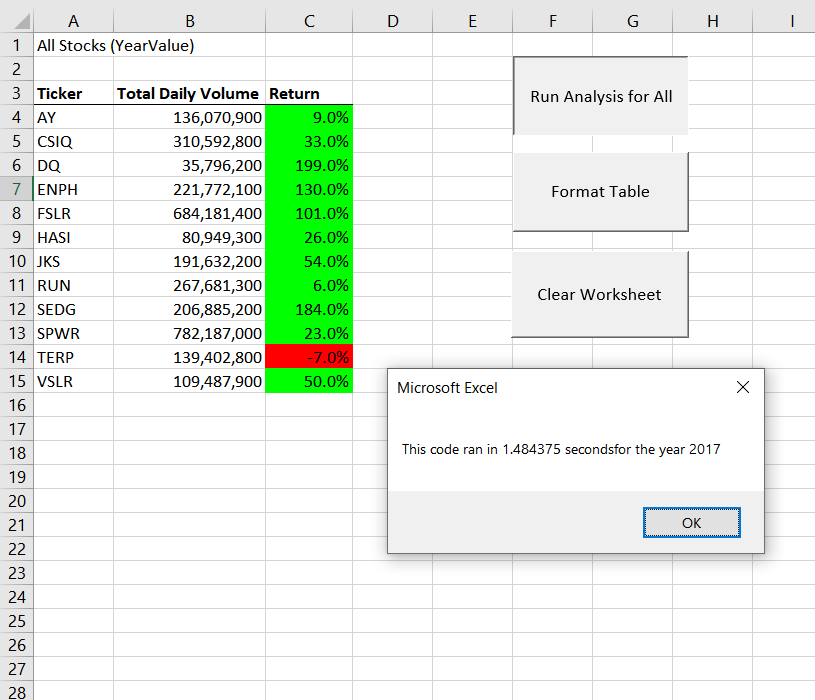 A B C D E F G H I
1 All Stocks (YearValue)
2
3 Ticker Total Daily Volume Return
4 AY 136,070,900 9.0%
5 CSIQ 310,592,800 33.0%
6 DQ 35,796,200 199.0%
7 ENPH 221,772,100 130.0%
8 FSLR 684,181,400 101.0%
9 HASI 80,949,300 26.0%
10 JKS 191,632,200 54.0%
11 RUN 267,681,300 6.0%
12 SEDG 206,885,200 184.0%
13 SPWR 782,187,000 23.0%
14 TERP 139,402,800 -7.0%
15 VSLR 109,487,900 50.0%
16
17
18
19
20
21
22
23
24
25
26
27
28
Run Analysis for All
Format Table
Clear Worksheet
Microsoft Excel
This code ran in 1.484375 secondsfor the year 2017
OK